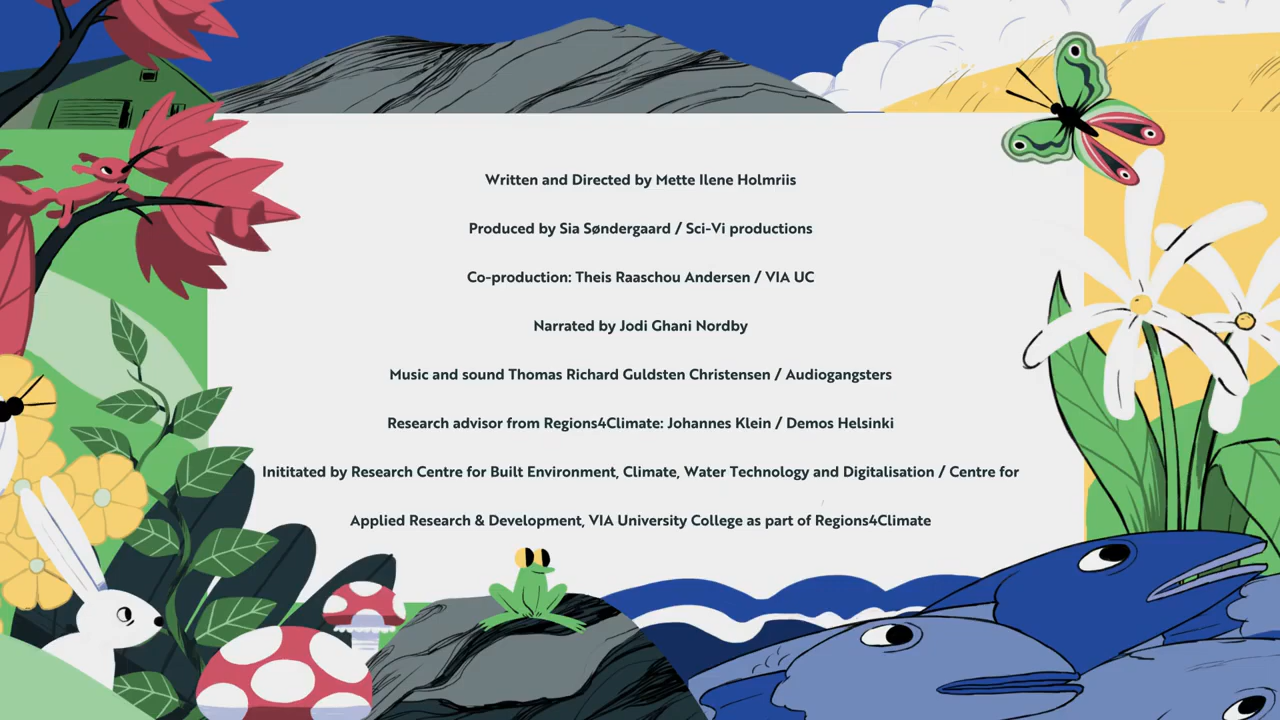 Written and Directed by Mette Ilene Holmriis
Produced by Sia Søndergaard / Sci-Vi productions
Co-production: Theis Raaschou Andersen / VIA UC
Narrated by Jodi Ghani Nordby
Music and sound Thomas Richard Guldsten Christensen / Audiogangsters
Research advisor from Regions4Climate: Johannes Klein / Demos Helsinki
Inititated by Research Centre for Built Environment, Climate, Water Technology and Digitalisation / Centre for
Applied Research & Development, VIA University College as part of Regions4Climate